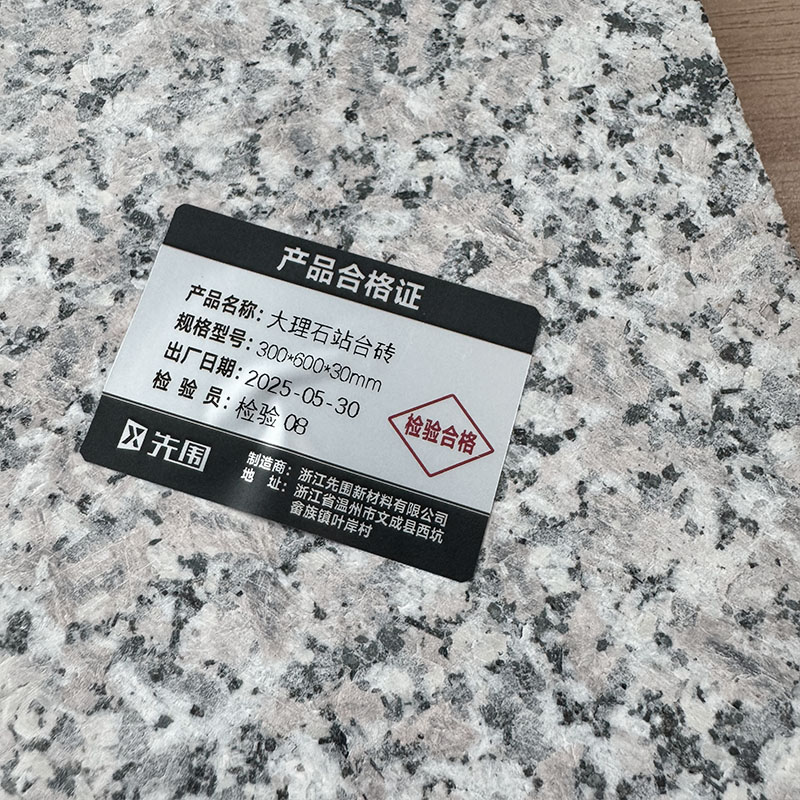 产品合格证
产品名称：大理石站台砖
规格型号：300*600*30mm
出厂日期：2025-05-30
检 验 员：检验 08
检验合格
先围
制造商：浙江先围新材料有限公司
地 址：浙江省温州市文成县西坑
畲族镇叶岸村